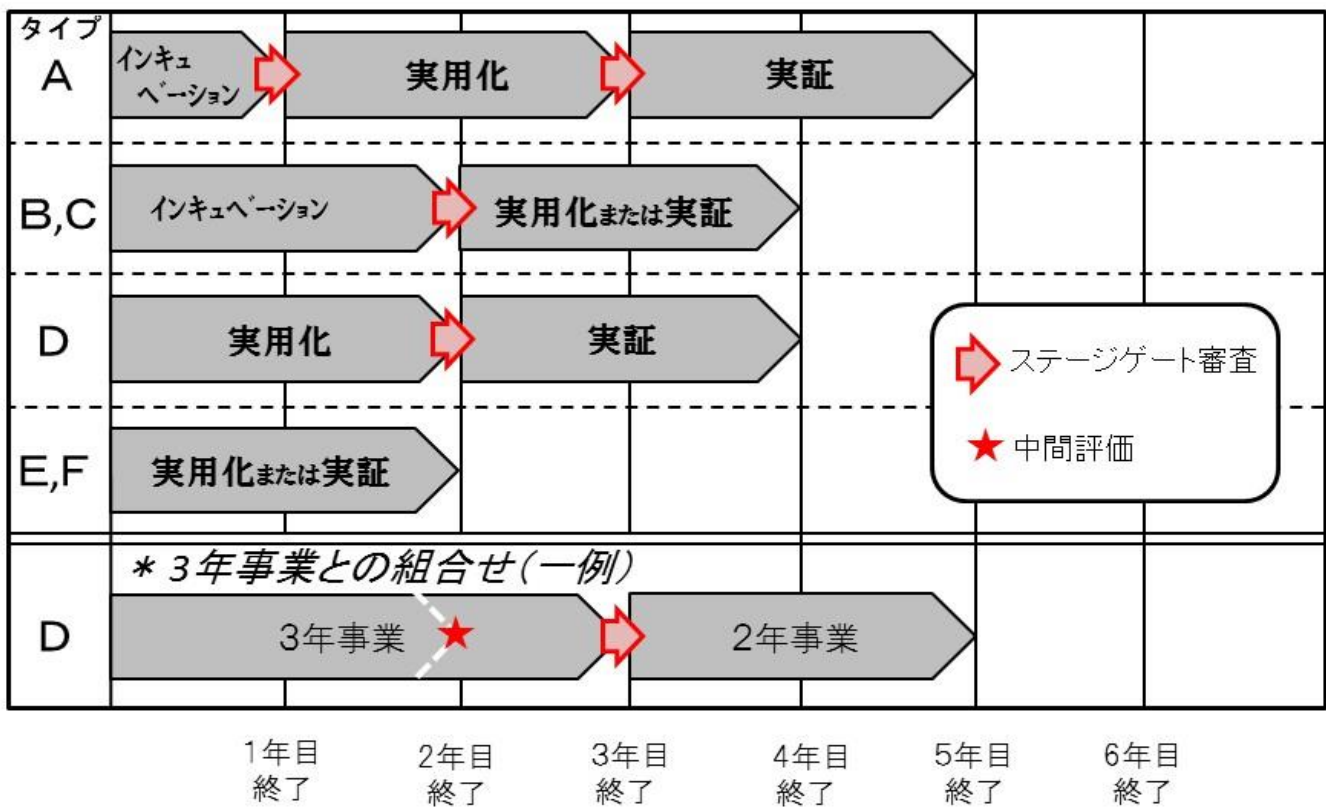 タイプ
A
インキュ
ベーション
実用化
実証
B,C
インキュベーション
実用化または実証
D
実用化
実証
ステージゲート審査
中間評価
E,F
実用化または実証
＊3年事業との組合せ(一例)
D
3年事業
2年事業
1年目
終了
2年目
終了
3年目
終了
4年目
終了
5年目
終了
6年目
終了